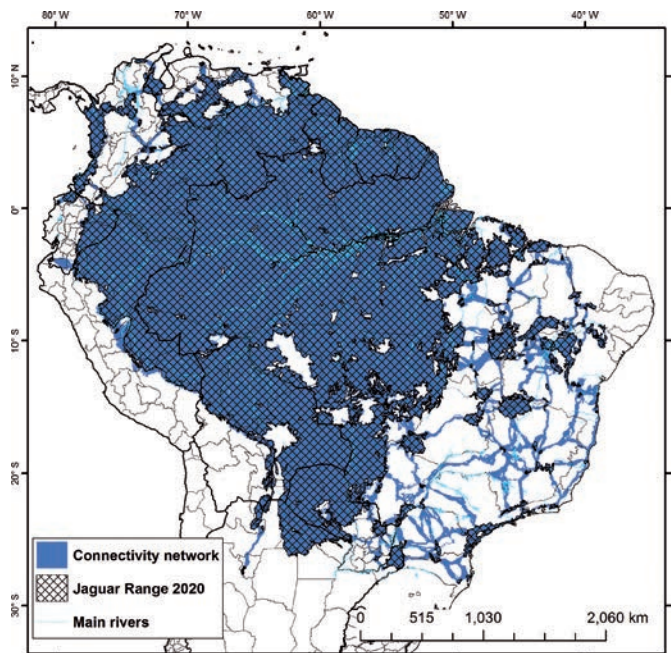 80°W 70°W 60°W 50°W 40°W
10°N
0°
10°S
20°S
30°S
Connectivity network
Jaguar Range 2020
Main rivers
0 515 1,030 2,060 km